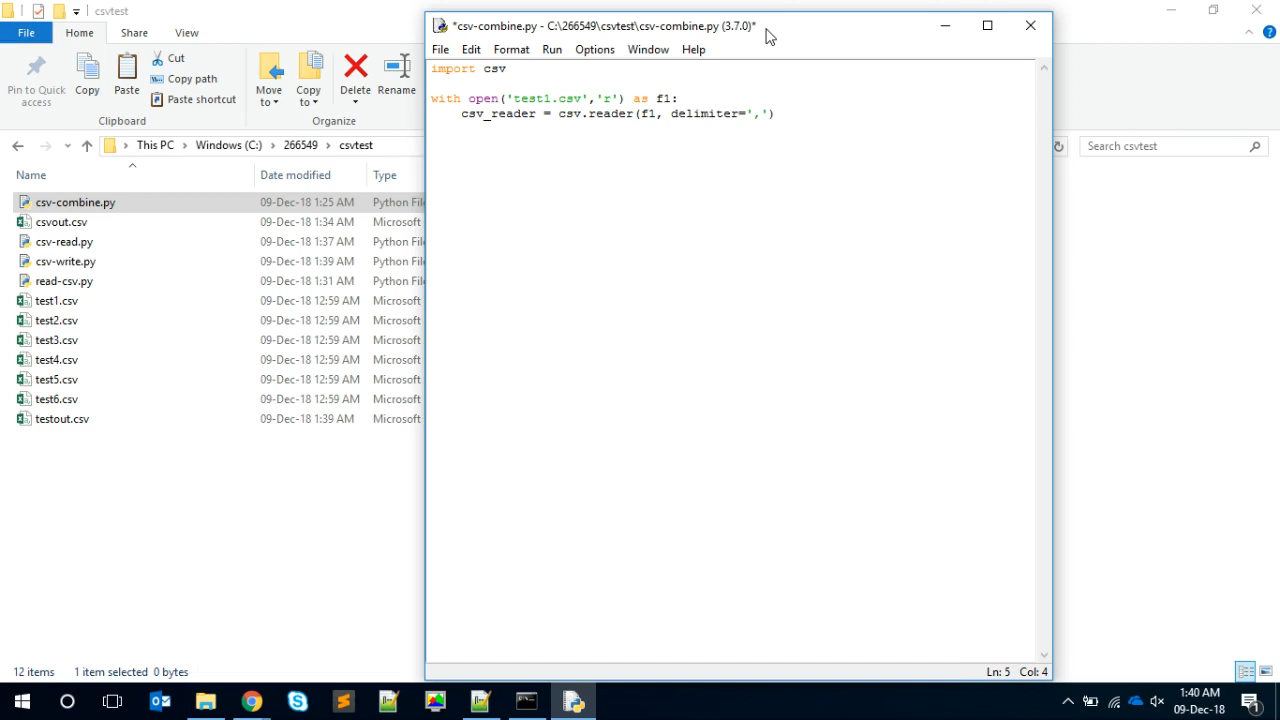 csvtest
File Home Share View
Pin to Quick access
Copy
Paste
Cut
Copy path
Paste shortcut
Move to
Copy to
Delete
Rename
Clipboard
Organize
This PC > Windows (C:) > 266549 > csvtest
Search csvtest
Name Date modified Type
csv-combine.py 09-Dec-18 1:25 AM Python Fil
csvout.csv 09-Dec-18 1:34 AM Microsoft
csv-read.py 09-Dec-18 1:37 AM Python Fil
csv-write.py 09-Dec-18 1:39 AM Python Fil
read-csv.py 09-Dec-18 1:31 AM Python Fil
test1.csv 09-Dec-18 12:59 AM Microsoft
test2.csv 09-Dec-18 12:59 AM Microsoft
test3.csv 09-Dec-18 12:59 AM Microsoft
test4.csv 09-Dec-18 12:59 AM Microsoft
test5.csv 09-Dec-18 12:59 AM Microsoft
test6.csv 09-Dec-18 12:59 AM Microsoft
testout.csv 09-Dec-18 1:39 AM Microsoft
12 items 1 item selected 0 bytes
*csv-combine.py - C:\266549\csvtest\csv-combine.py (3.7.0)*
File Edit Format Run Options Window Help
import csv
with open('test1.csv','r') as f1:
    csv_reader = csv.reader(f1, delimiter=',')
Ln: 5 Col: 4
1:40 AM
09-Dec-18
1